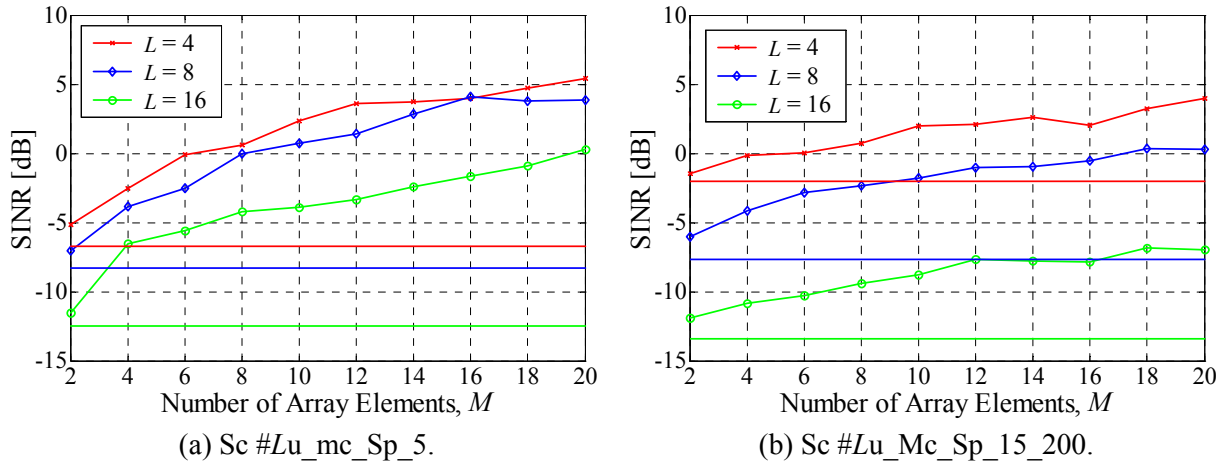 10
5
0
-5
-10
-15
SINR [dB]
L = 4
L = 8
L = 16
2 4 6 8 10 12 14 16 18 20
Number of Array Elements, M
(a) Sc #Lu_mc_Sp_5.
10
5
0
-5
-10
-15
SINR [dB]
L = 4
L = 8
L = 16
2 4 6 8 10 12 14 16 18 20
Number of Array Elements, M
(b) Sc #Lu_Mc_Sp_15_200.